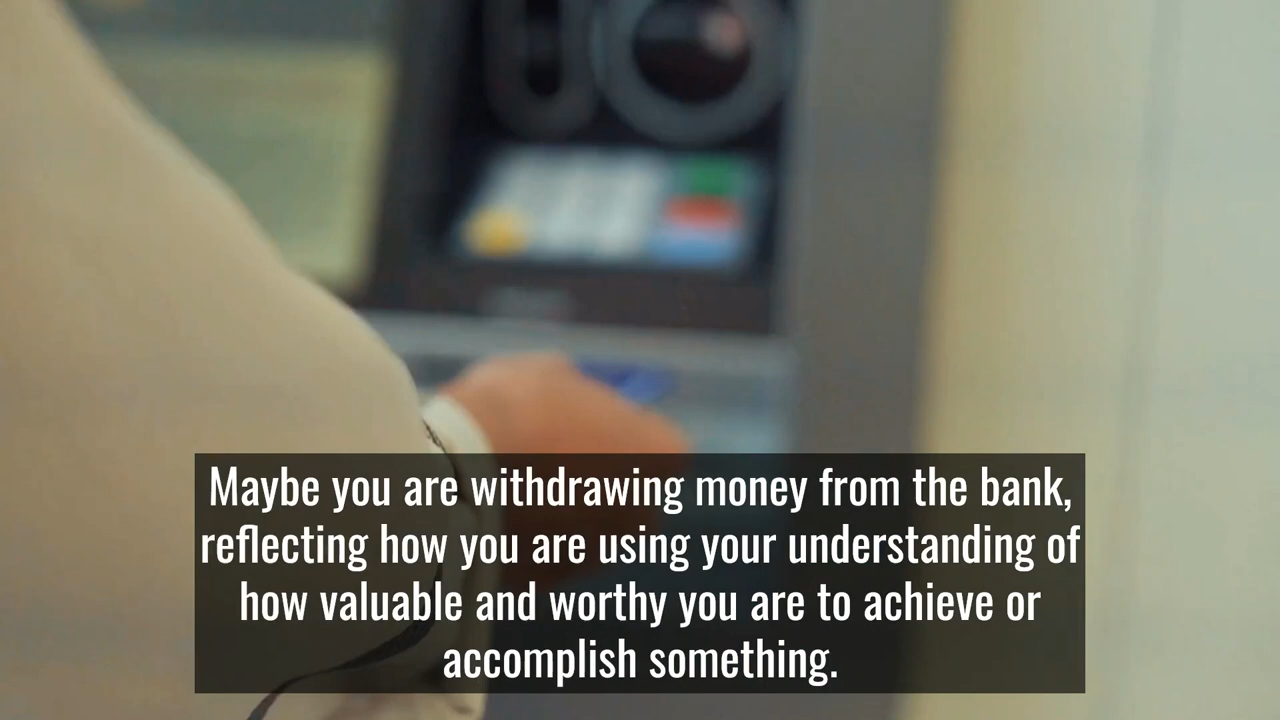 Maybe you are withdrawing money from the bank,
reflecting how you are using your understanding of
how valuable and worthy you are to achieve or
accomplish something.